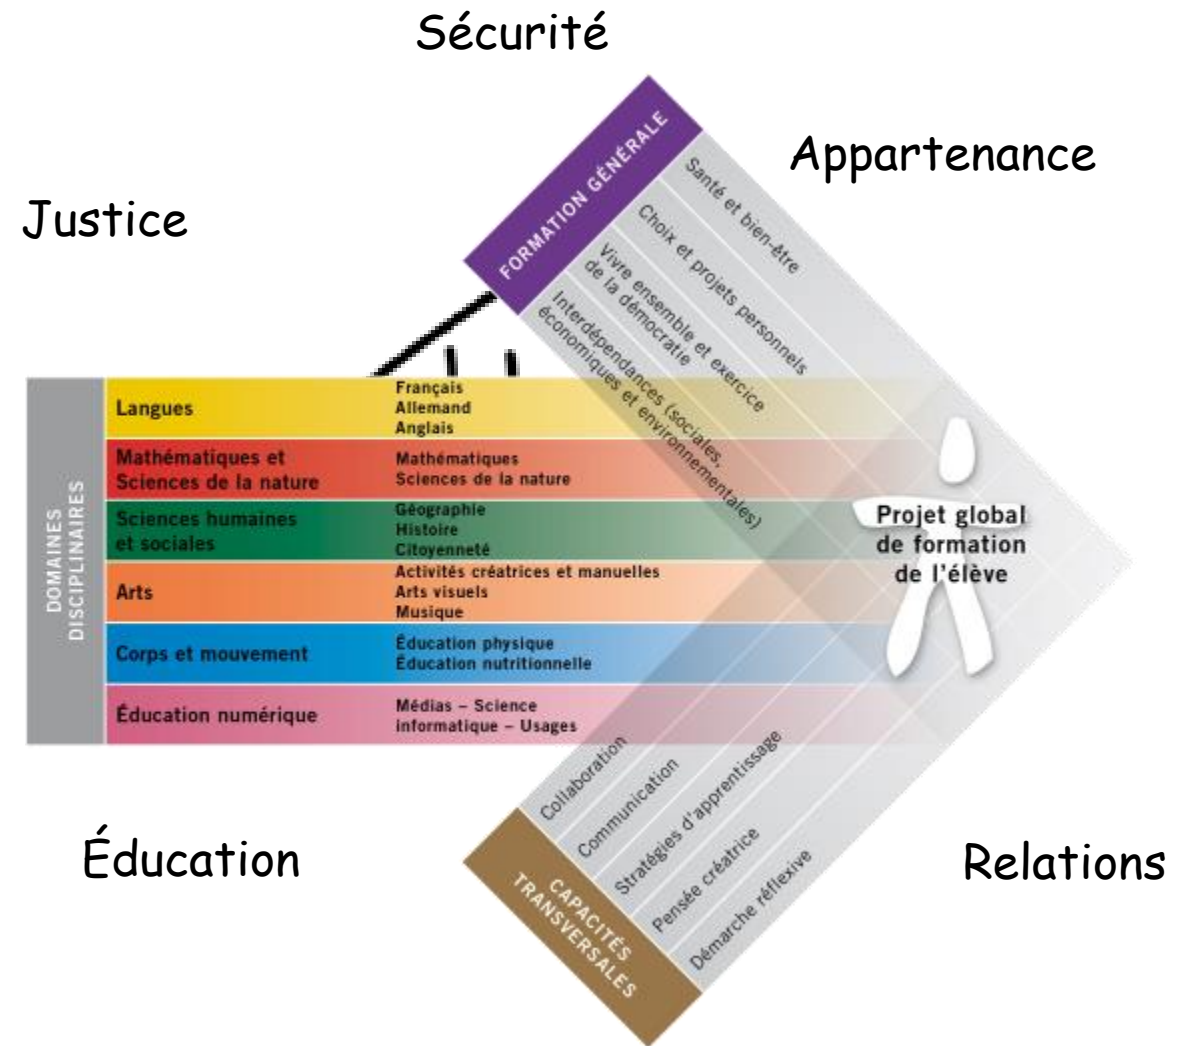 Sécurité
Appartenance
Justice
FORMATION GÉNÉRALE
Santé et bien-être
Choix et projets personnels
Vivre ensemble et exercice
de la démocratie
Interdépendances (sociales,
économiques et environnementales)
DOMAINES
DISCIPLINAIRES
Langues
Français
Allemand
Anglais
Mathématiques et
Sciences de la nature
Mathématiques
Sciences de la nature
Sciences humaines
et sociales
Géographie
Histoire
Citoyenneté
Arts
Activités créatrices et manuelles
Arts visuels
Musique
Corps et mouvement
Éducation physique
Éducation nutritionnelle
Éducation numérique
Médias – Science
informatique – Usages
Projet global
de formation
de l'élève
Collaboration
Communication
Stratégies d'apprentissage
Pensée créatrice
Démarche réflexive
CAPACITÉS
TRANSVERSALES
Éducation
Relations